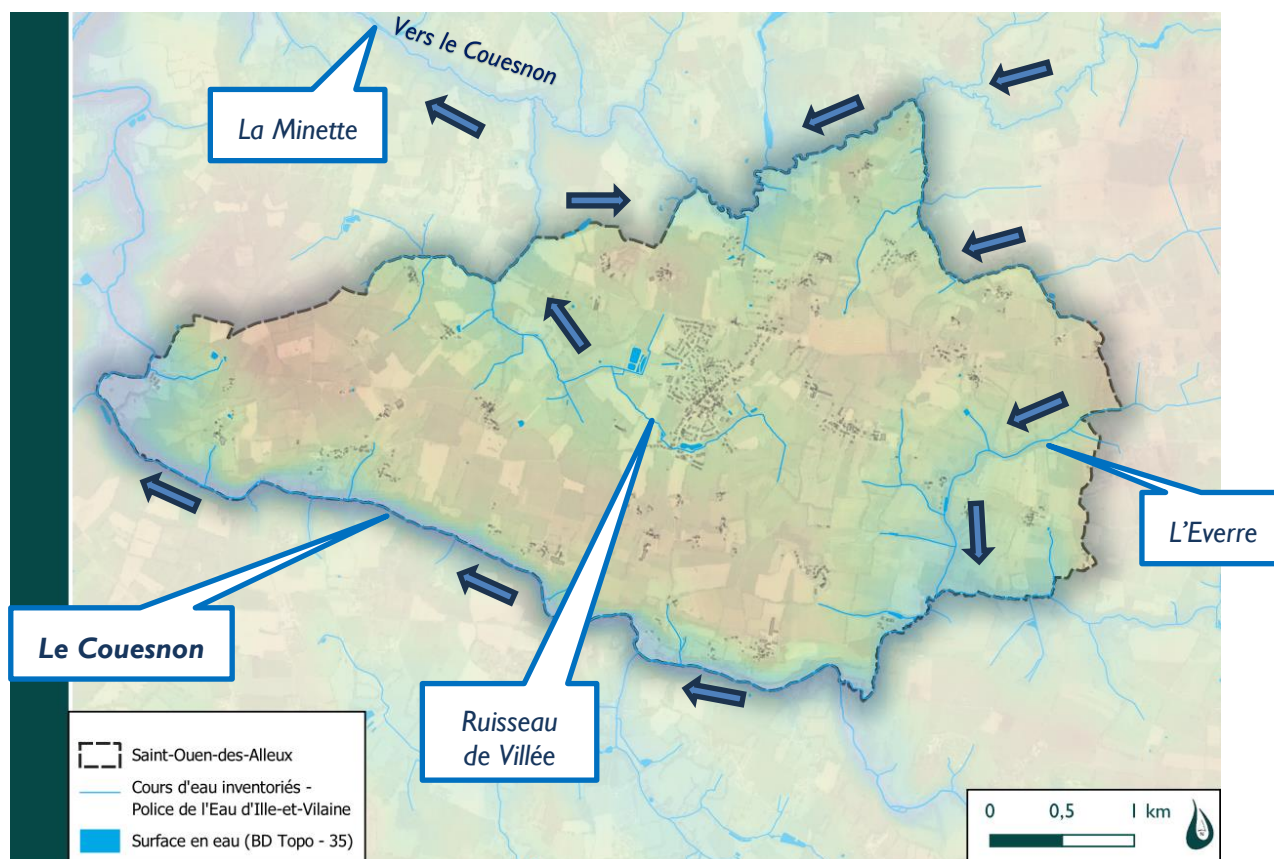 Vers le Couesnon
La Minette
L'Everre
Le Couesnon
Ruisseau
de Villée
Saint-Ouen-des-Alleux
Cours d'eau inventoriés -
Police de l'Eau d'Ille-et-Vilaine
Surface en eau (BD Topo - 35)
0 0,5 1 km